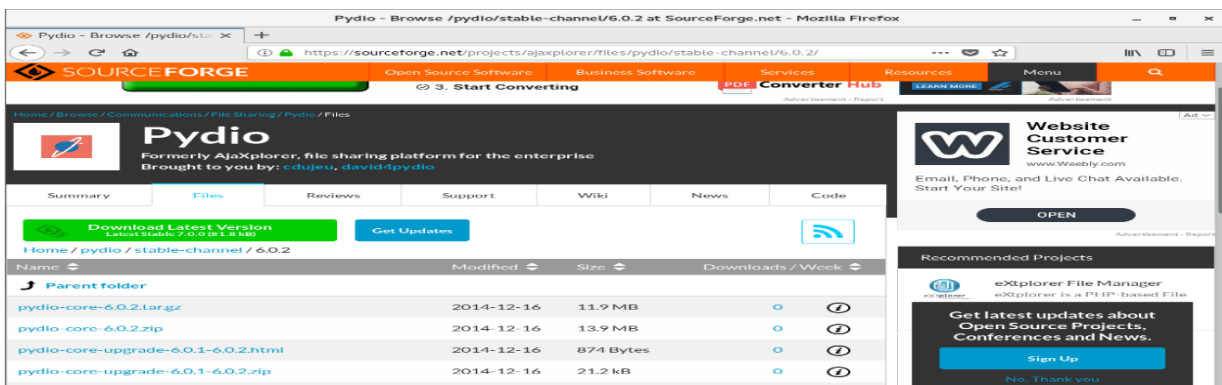 Pydio - Browse /pydio/stable-channel/6.0.2 at SourceForge.net - Mozilla Firefox
Pydio - Browse /pydio/sta
https://sourceforge.net/projects/ajaxplorer/files/pydio/stable-channel/6.0.2/
SOURCEFORGE
Open Source Software
Business Software
Services
Resources
Menu
3. Start Converting
PDF Converter Hub
LEARN MORE
Advertisement - Report
Advertisement
Home / Browse / Communications / File Sharing / Pydio / Files
Pydio
Formerly AjaXplorer, file sharing platform for the enterprise
Brought to you by: cdujeu, david4pydio
Summary
Files
Reviews
Support
Wiki
News
Code
Download Latest Version
Latest Stable 7.0.0 (81.8 kB)
Get Updates
Home / pydio / stable-channel / 6.0.2
Name Modified Size Downloads / Week
Parent folder
pydio-core-6.0.2.tar.gz 2014-12-16 11.9 MB 0
pydio-core-6.0.2.zip 2014-12-16 13.9 MB 0
pydio-core-upgrade-6.0.1-6.0.2.html 2014-12-16 874 Bytes 0
pydio-core-upgrade-6.0.1-6.0.2.zip 2014-12-16 21.2 kB 0
Ad
Website
Customer
Service
www.Weebly.com
Email, Phone, and Live Chat Available.
Start Your Site!
OPEN
Advertisement - Report
Recommended Projects
eXtplorer File Manager
eXtplorer is a PHP-based File
eXtplorer
Get latest updates about
Open Source Projects,
Conferences and News.
Sign Up
No, Thank you